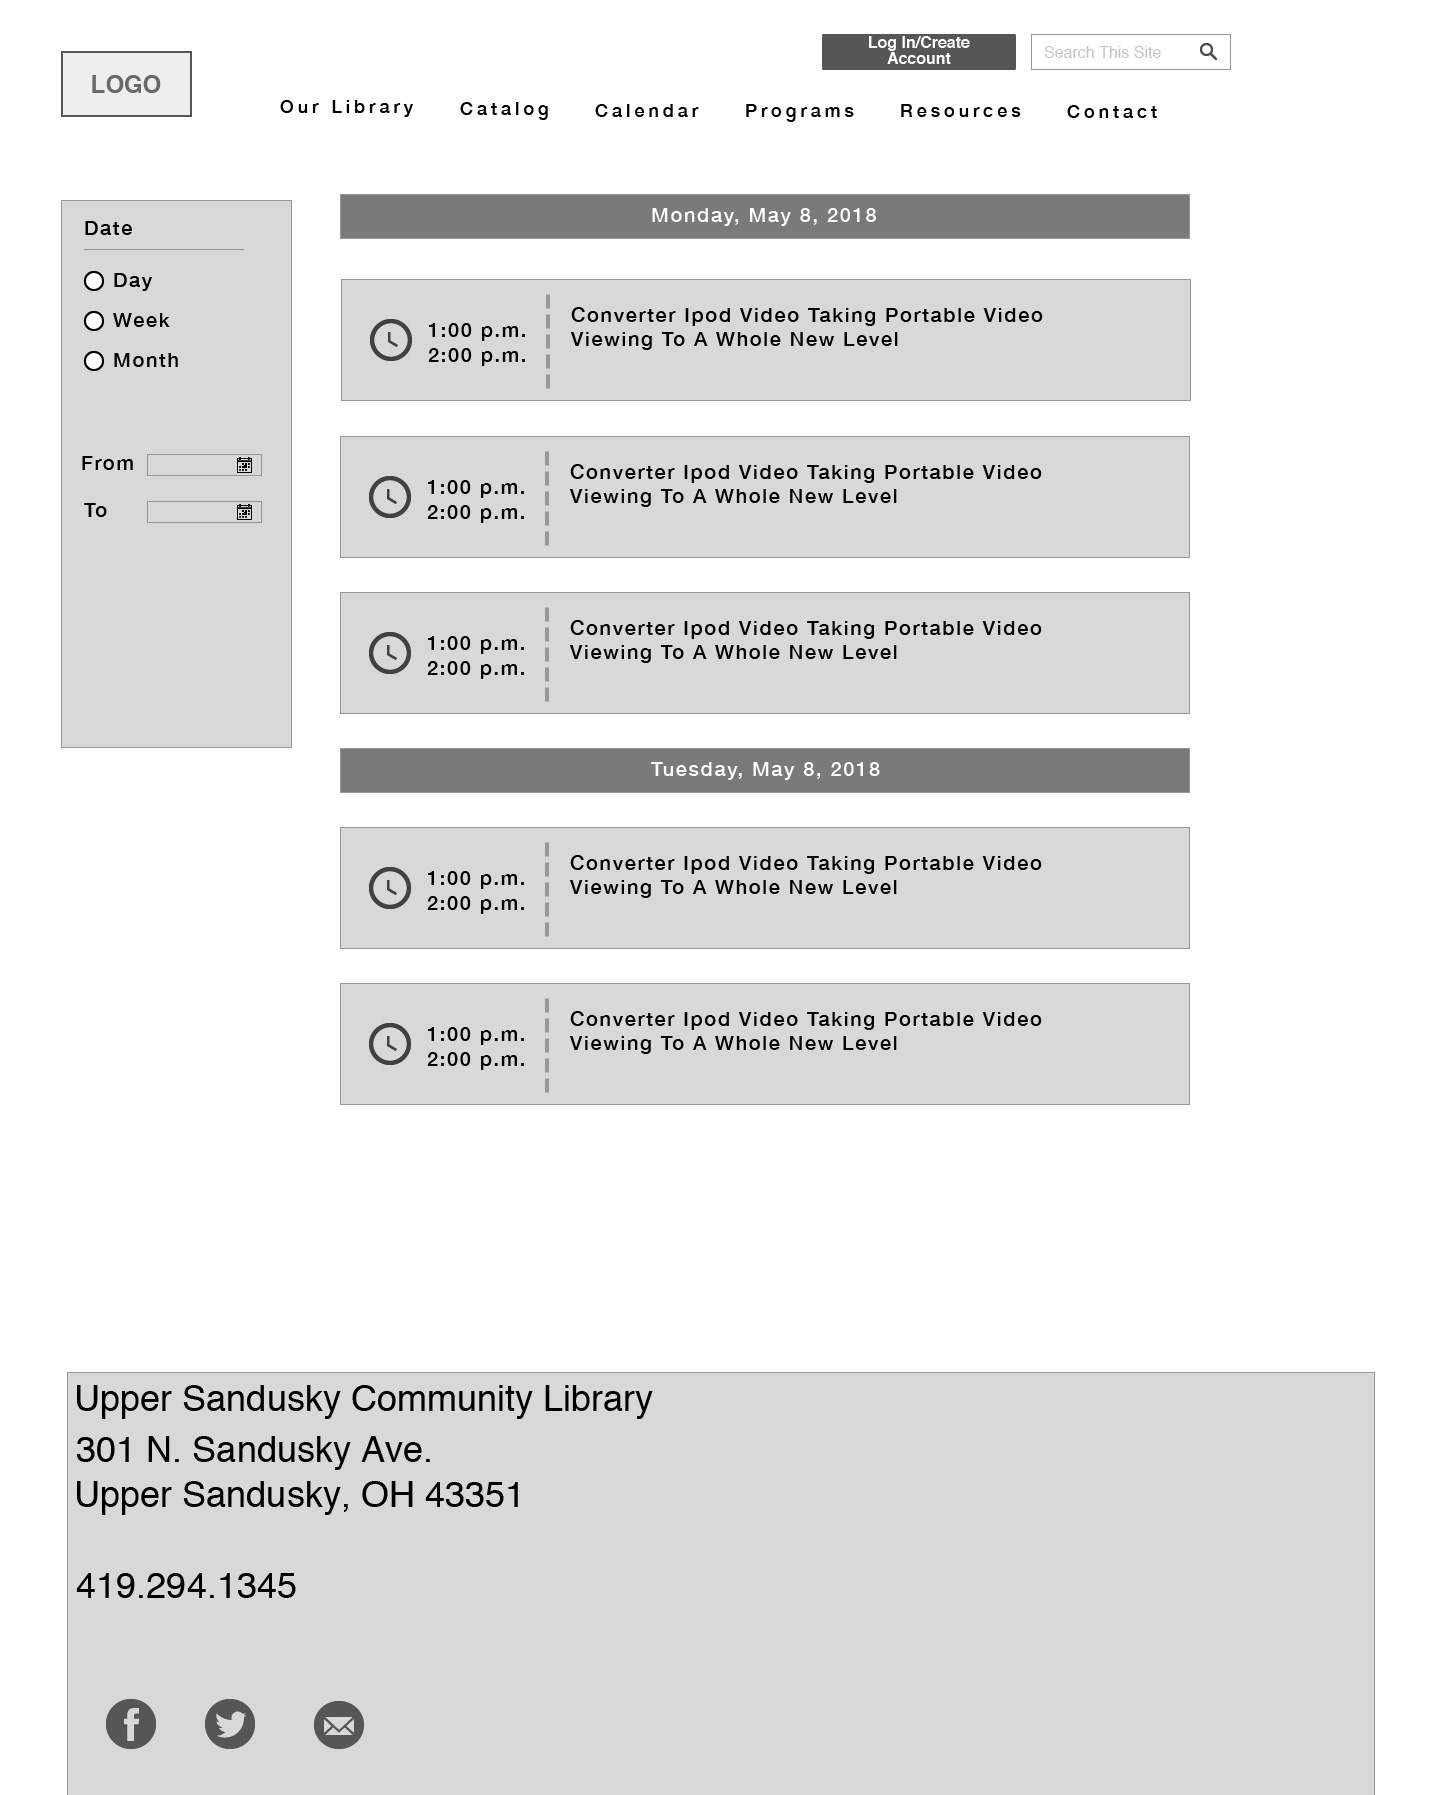 Log In/Create
Account
Search This Site
LOGO
Our Library
Catalog
Calendar
Programs
Resources
Contact
Date
Day
Week
Month
From
To
Monday, May 8, 2018
1:00 p.m.
2:00 p.m.
Converter Ipod Video Taking Portable Video
Viewing To A Whole New Level
1:00 p.m.
2:00 p.m.
Converter Ipod Video Taking Portable Video
Viewing To A Whole New Level
1:00 p.m.
2:00 p.m.
Converter Ipod Video Taking Portable Video
Viewing To A Whole New Level
Tuesday, May 8, 2018
1:00 p.m.
2:00 p.m.
Converter Ipod Video Taking Portable Video
Viewing To A Whole New Level
1:00 p.m.
2:00 p.m.
Converter Ipod Video Taking Portable Video
Viewing To A Whole New Level
Upper Sandusky Community Library
301 N. Sandusky Ave.
Upper Sandusky, OH 43351
419.294.1345